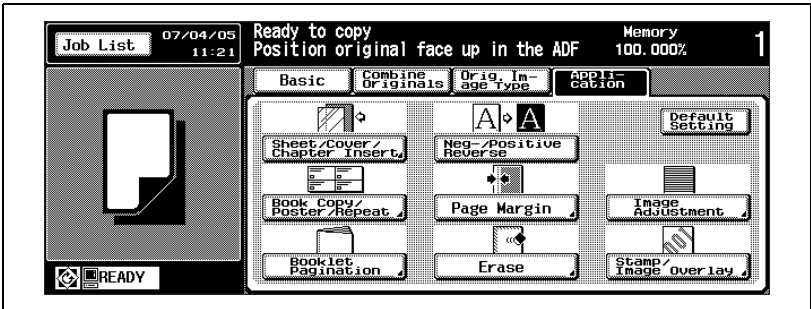 Job List
07/04/05
11:21
Ready to copy
Position original face up in the ADF
Memory
100.000%
1
Basic
Combine
Originals
Orig. Im-
age Type
Appli-
cation
A A
Default
Setting
Sheet/Cover/
Chapter Insert
Neg-/Positive
Reverse
Book Copy/
Poster/Repeat
Page Margin
Image
Adjustment
001
Booklet
Pagination
Erase
Stamp/
Image Overlay
READY